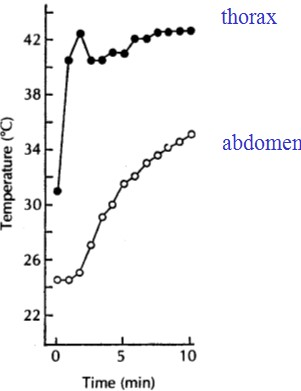 thorax
42
38
abdomen
34
30
26
22
Temperature (°C)
0 5 10
Time (min)